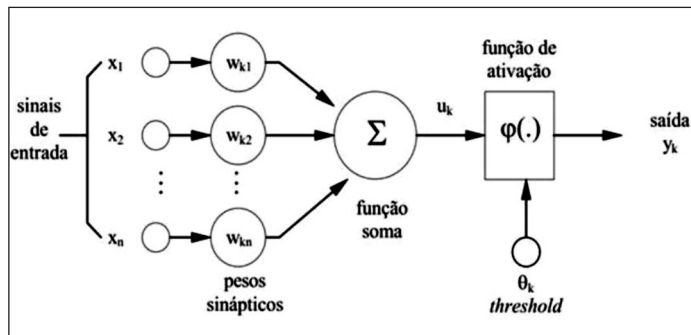 função de
ativação
x1
wk1
sinais
de
entrada
x2
wk2
Σ
uk
φ(.)
saída
yk
xn
wkn
função
soma
pesos
sinápticos
θk
threshold